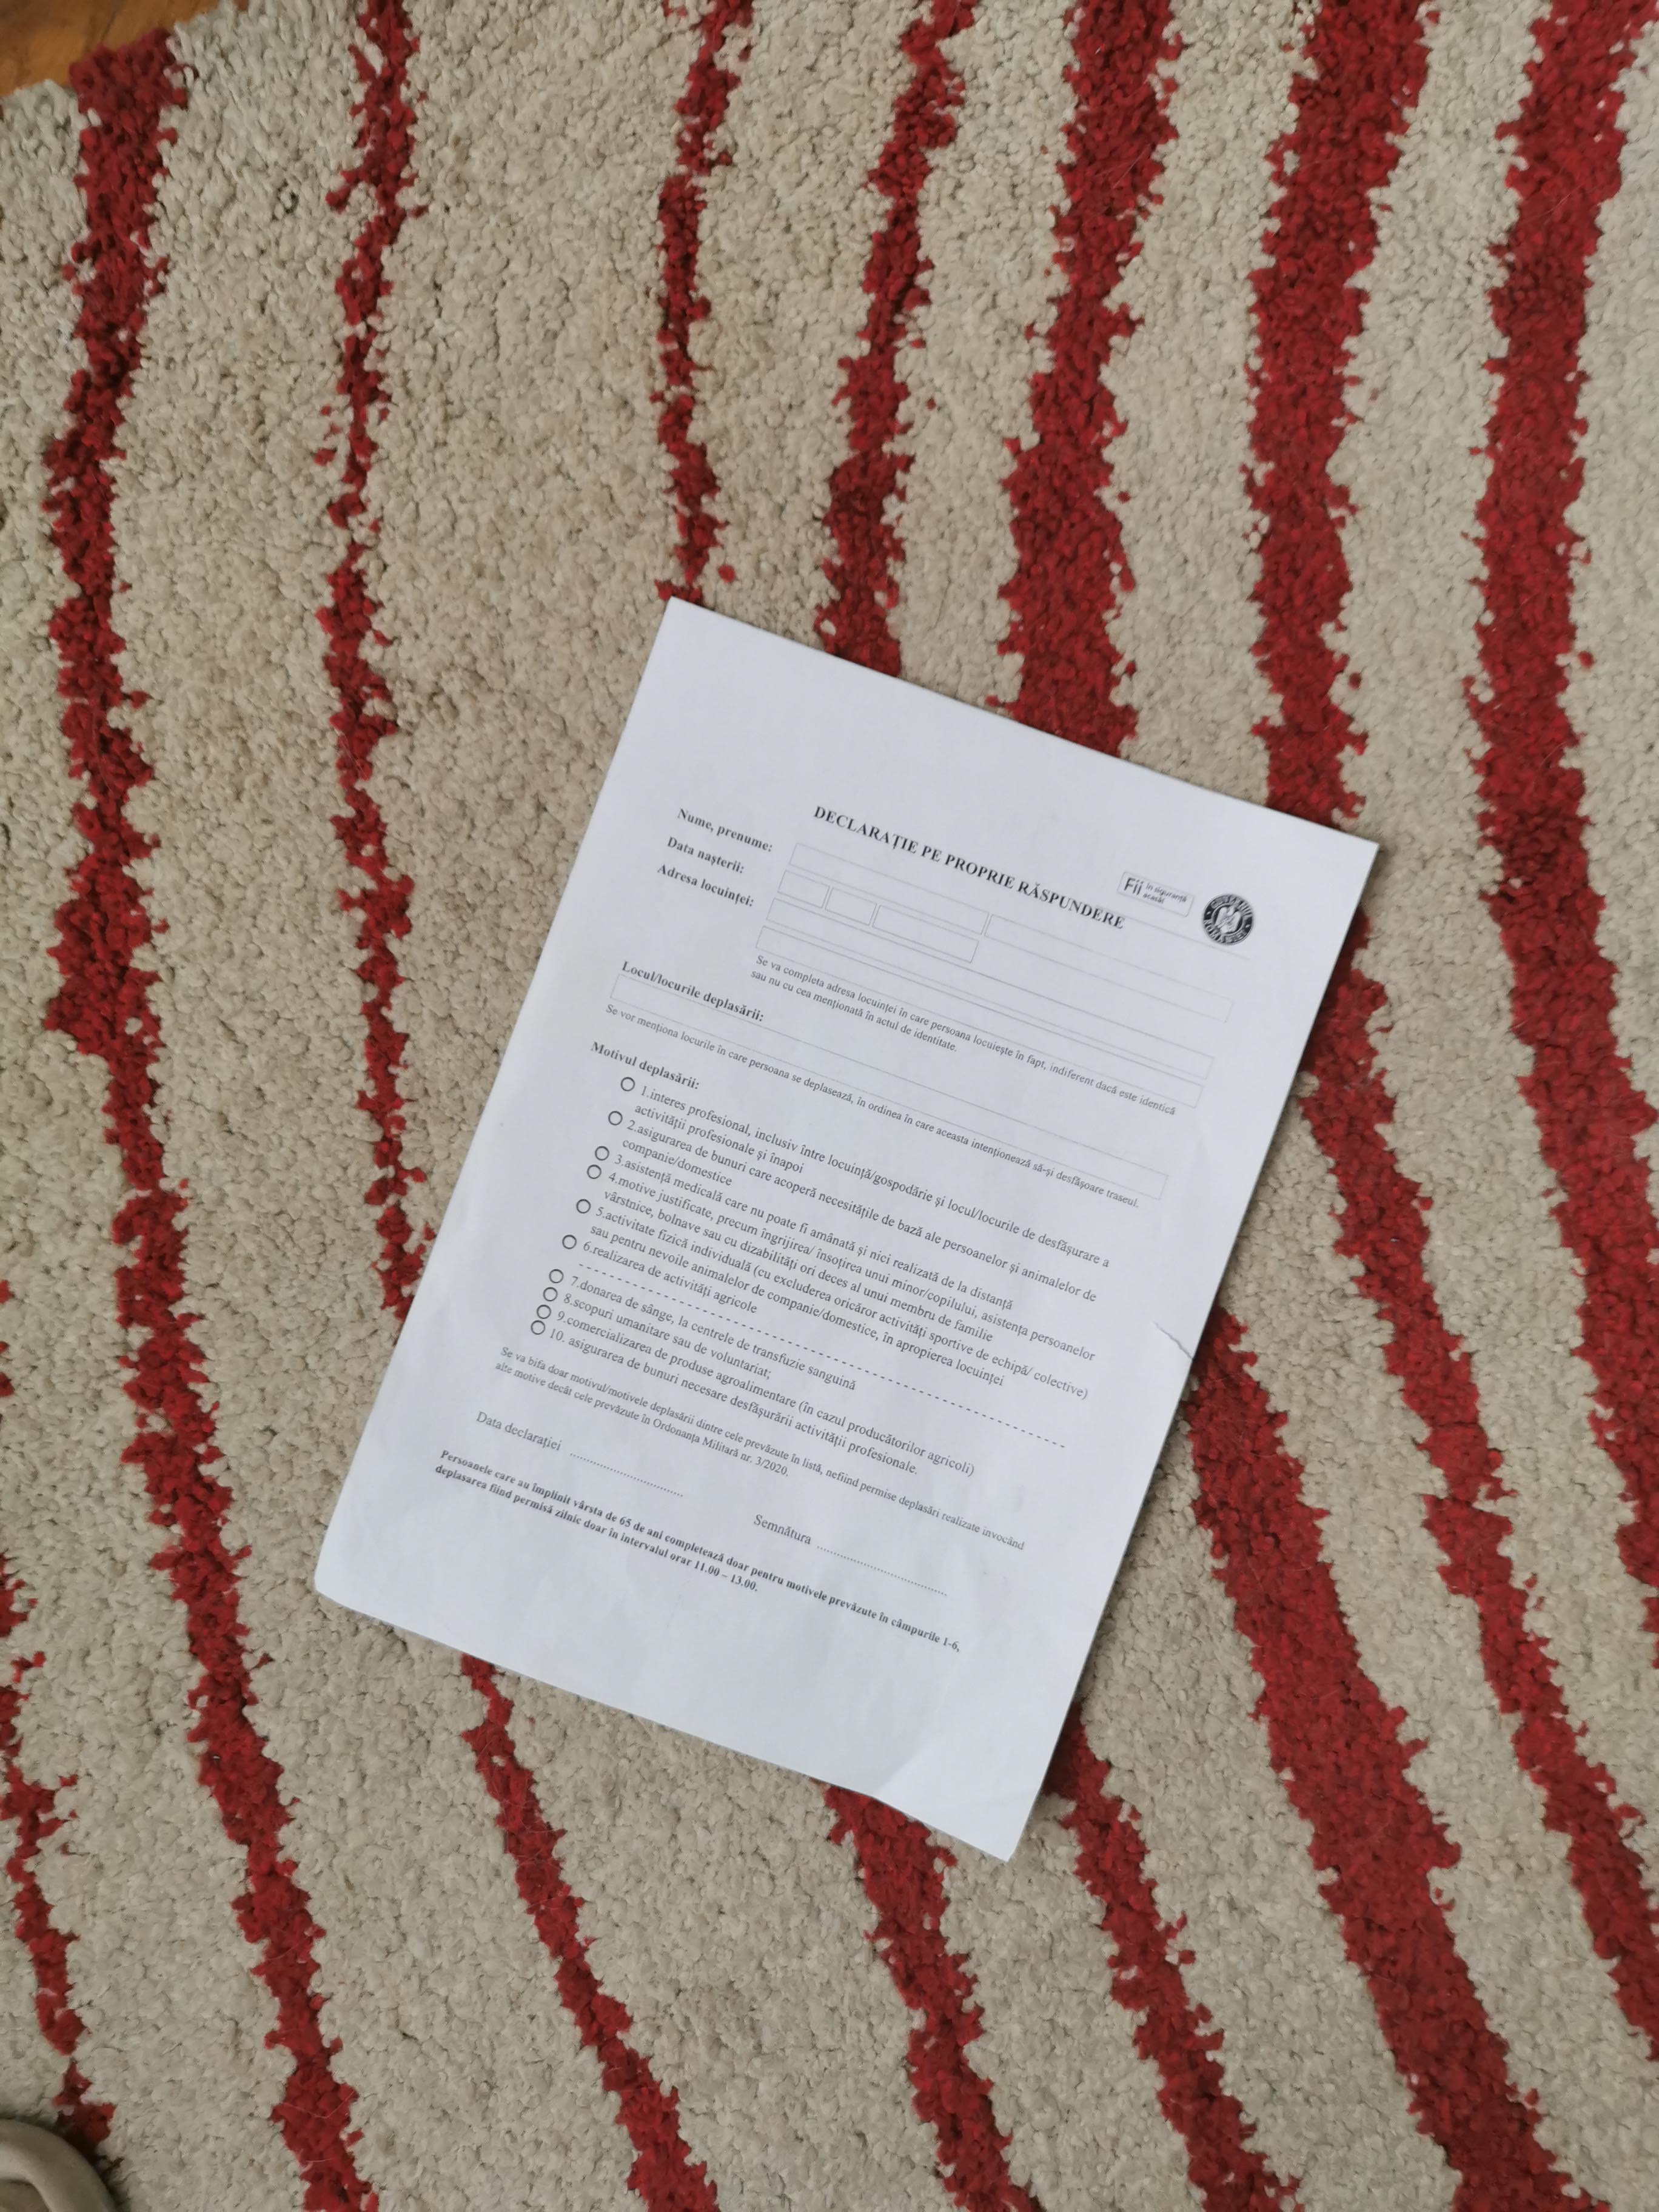 Fii în siguranță
acasă!
GUVERNUL ROMÂNIEI
DECLARAȚIE PE PROPRIE RĂSPUNDERE
Nume, prenume:
Data nașterii:
Adresa locuinței:
Se va completa adresa locuinței în care persoana locuiește în fapt, indiferent dacă este identică
sau nu cu cea menționată în actul de identitate.
Locul/locurile deplasării:
Se vor menționa locurile în care persoana se deplasează, în ordinea în care aceasta intenționează să-și desfășoare traseul.
Motivul deplasării:
1.interes profesional, inclusiv între locuință/gospodărie și locul/locurile de desfășurare a
activității profesionale și înapoi
2.asigurarea de bunuri care acoperă necesitățile de bază ale persoanelor și animalelor de
companie/domestice
3.asistență medicală care nu poate fi amânată și nici realizată de la distanță
4.motive justificate, precum îngrijirea/ însoțirea unui minor/copilului, asistența persoanelor
vârstnice, bolnave sau cu dizabilități ori deces al unui membru de familie
5.activitate fizică individuală (cu excluderea oricăror activități sportive de echipă/ colective)
sau pentru nevoile animalelor de companie/domestice, în apropierea locuinței
6.realizarea de activități agricole
7.donarea de sânge, la centrele de transfuzie sanguină
8.scopuri umanitare sau de voluntariat;
9.comercializarea de produse agroalimentare (în cazul producătorilor agricoli)
10. asigurarea de bunuri necesare desfășurării activității profesionale.
Se va bifa doar motivul/motivele deplasării dintre cele prevăzute în listă, nefiind permise deplasări realizate invocând
alte motive decât cele prevăzute în Ordonanța Militară nr. 3/2020.
Data declarației ..............................
Semnătura ..................................
Persoanele care au împlinit vârsta de 65 de ani completează doar pentru motivele prevăzute în câmpurile 1-6,
deplasarea fiind permisă zilnic doar în intervalul orar 11.00 – 13.00.